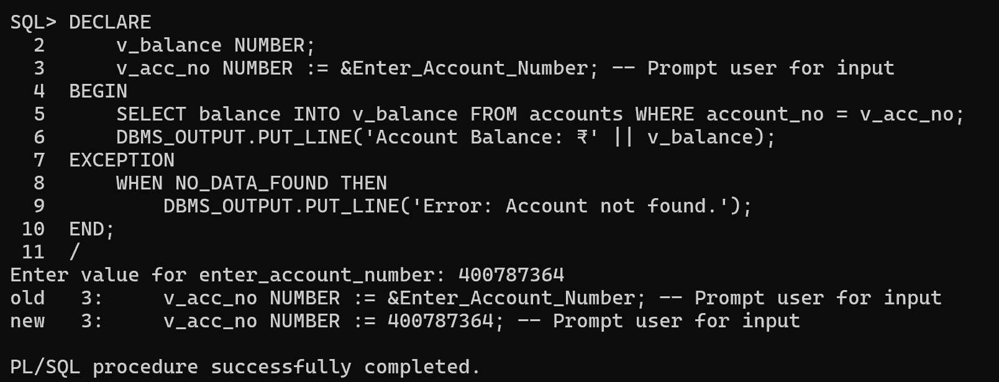 SQL> DECLARE
  2      v_balance NUMBER;
  3      v_acc_no NUMBER := &Enter_Account_Number; -- Prompt user for input
  4  BEGIN
  5      SELECT balance INTO v_balance FROM accounts WHERE account_no = v_acc_no;
  6      DBMS_OUTPUT.PUT_LINE('Account Balance: ₹' || v_balance);
  7  EXCEPTION
  8      WHEN NO_DATA_FOUND THEN
  9          DBMS_OUTPUT.PUT_LINE('Error: Account not found.');
 10  END;
 11  /
Enter value for enter_account_number: 400787364
old   3:     v_acc_no NUMBER := &Enter_Account_Number; -- Prompt user for input
new   3:     v_acc_no NUMBER := 400787364; -- Prompt user for input

PL/SQL procedure successfully completed.